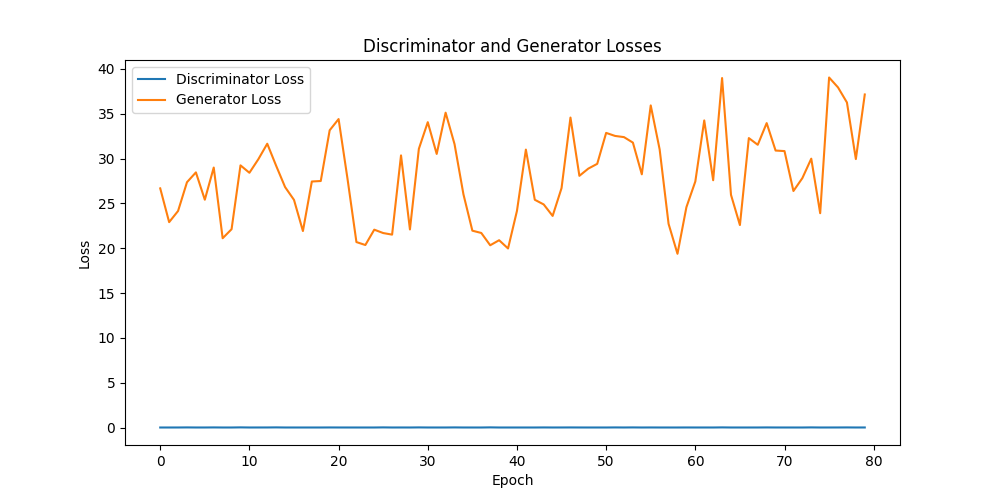 Discriminator and Generator Losses
Discriminator Loss
Generator Loss
40
35
30
25
20
15
10
5
0
Loss
0 10 20 30 40 50 60 70 80
Epoch